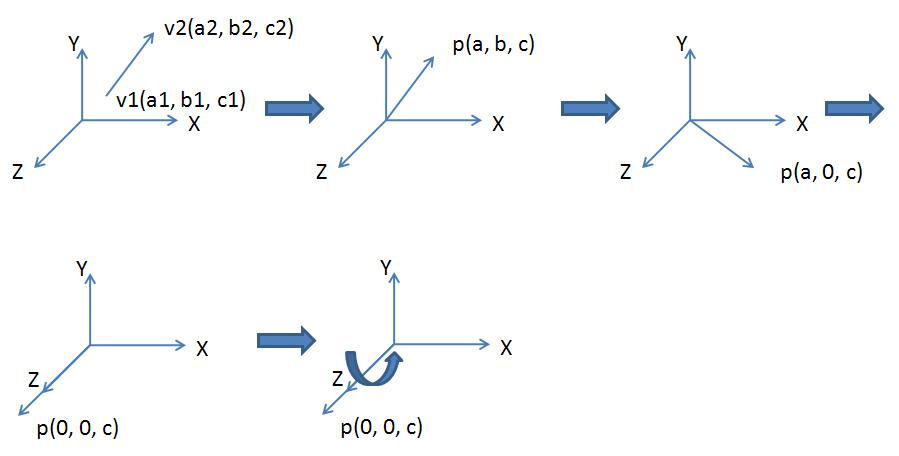 Y
v2(a2, b2, c2)
v1(a1, b1, c1)
X
Z
Y
p(a, b, c)
X
Z
Y
X
Z
p(a, 0, c)
Y
X
Z
p(0, 0, c)
Y
X
Z
p(0, 0, c)